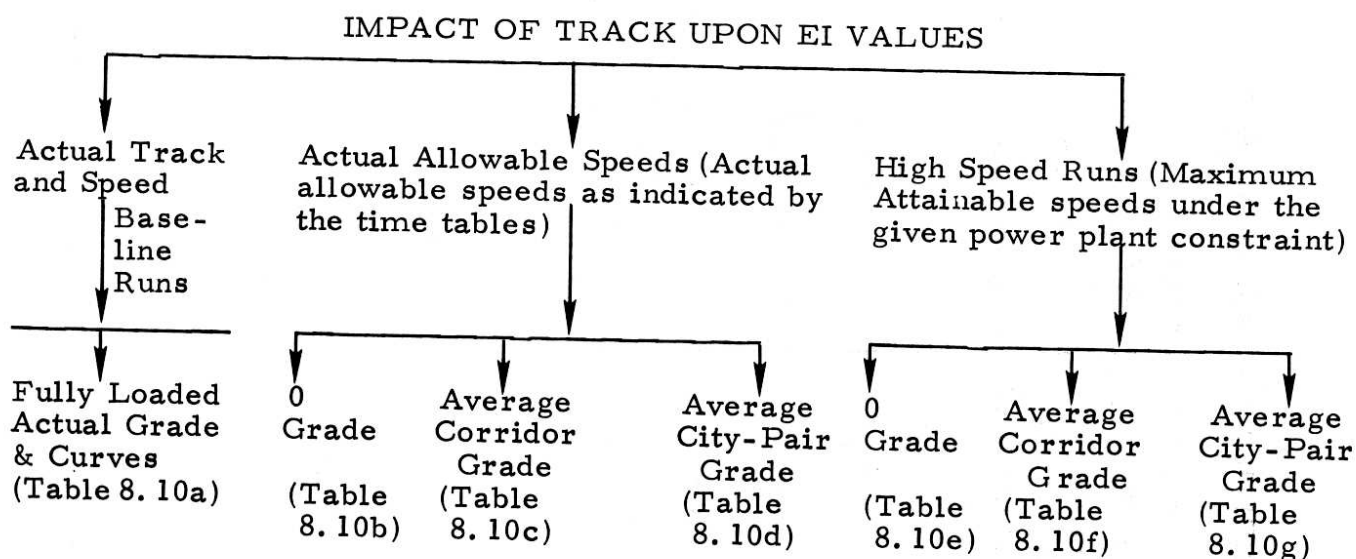 IMPACT OF TRACK UPON EI VALUES
Actual Track
and Speed
Base-
line
Runs
Fully Loaded
Actual Grade
& Curves
(Table 8.10a)
Actual Allowable Speeds (Actual
allowable speeds as indicated by
the time tables)
0
Grade
(Table
8.10b)
Average
Corridor
Grade
(Table
8.10c)
Average
City-Pair
Grade
(Table
8.10d)
High Speed Runs (Maximum
Attainable speeds under the
given power plant constraint)
0
Grade
(Table
8.10e)
Average
Corridor
Grade
(Table
8.10f)
Average
City-Pair
Grade
(Table
8.10g)